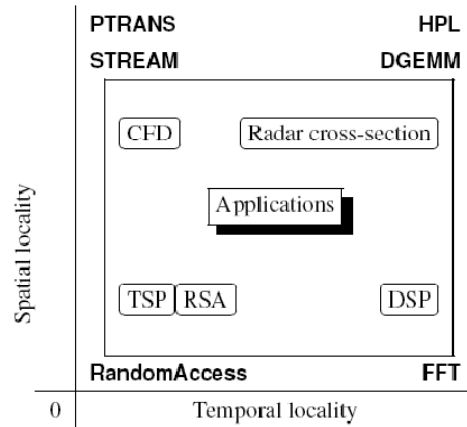 PTRANS HPL
STREAM DGEMM
CFD Radar cross-section
Applications
Spatial locality
TSP RSA DSP
RandomAccess FFT
0 Temporal locality